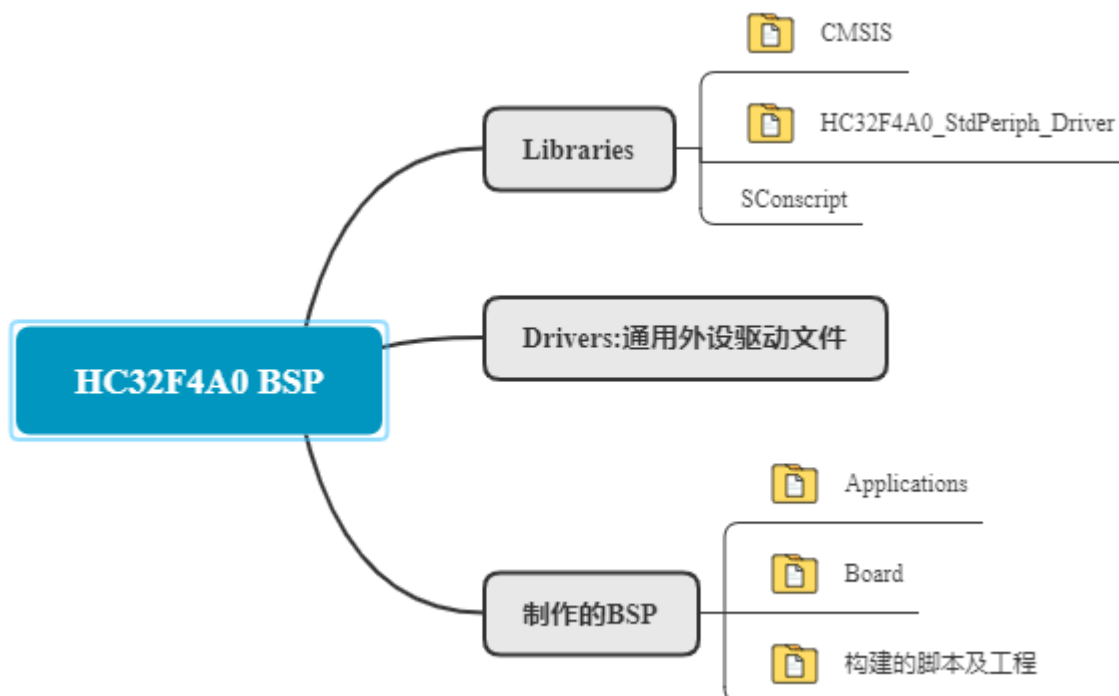 HC32F4A0 BSP
Libraries
CMSIS
HC32F4A0_StdPeriph_Driver
SConscript
Drivers:通用外设驱动文件
制作的BSP
Applications
Board
构建的脚本及工程